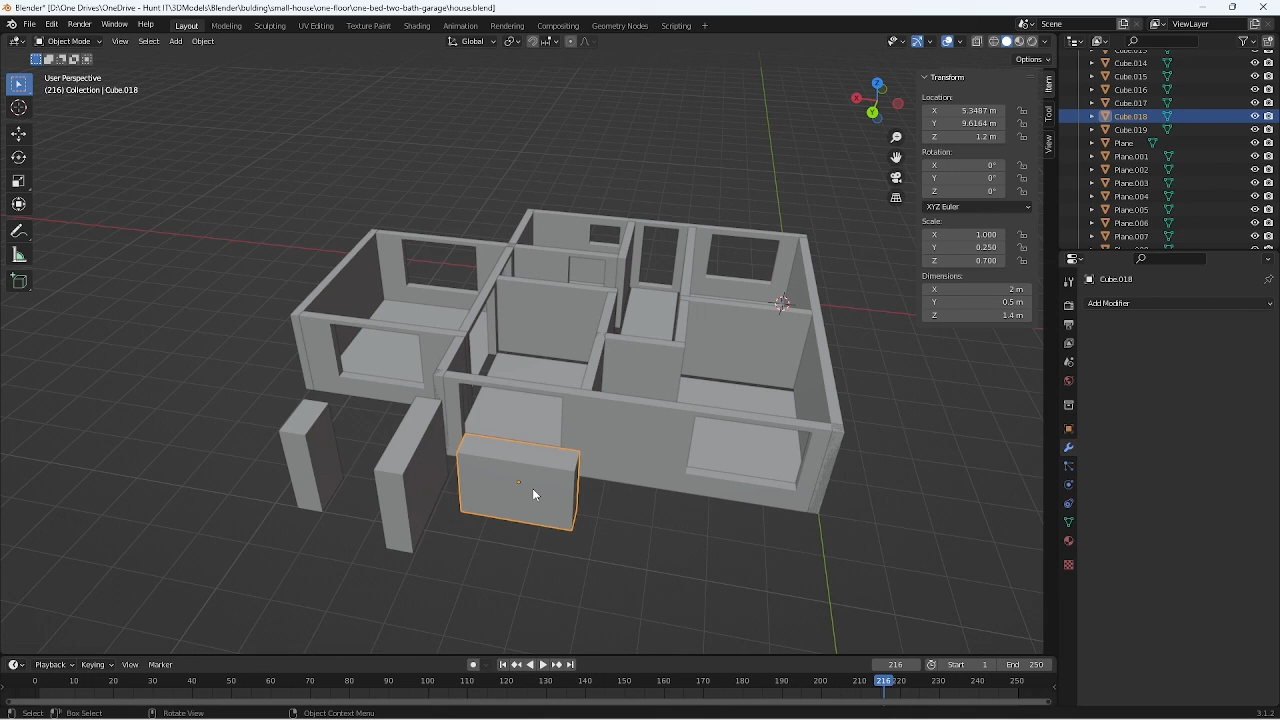 Blender* [D:\One Drives\OneDrive - Hunt IT\3DModels\Blender\bulding\small-house\one-floor\one-bed-two-bath-garage\house.blend]
File Edit Render Window Help Layout Modeling Sculpting UV Editing Texture Paint Shading Animation Rendering Compositing Geometry Nodes Scripting + Scene ViewLayer
Object Mode View Select Add Object Global
Options
User Perspective
(216) Collection | Cube.018
X
Y
Z
Transform
Location:
X 5.3487 m
Y 9.6164 m
Z 1.2 m
Rotation:
X 0°
Y 0°
Z 0°
XYZ Euler
Scale:
X 1.000
Y 0.250
Z 0.700
Dimensions:
X 2 m
Y 0.5 m
Z 1.4 m
Item
Tool
View
Cube.013
Cube.014
Cube.015
Cube.016
Cube.017
Cube.018
Cube.019
Plane
Plane.001
Plane.002
Plane.003
Plane.004
Plane.005
Plane.006
Plane.007
Cube.018
Add Modifier
Playback Keying View Marker 216 Start 1 End 250
0 10 20 30 40 50 60 70 80 90 100 110 120 130 140 150 160 170 180 190 200 210 216 220 230 240 250
Select Box Select Rotate View Object Context Menu 3.1.2